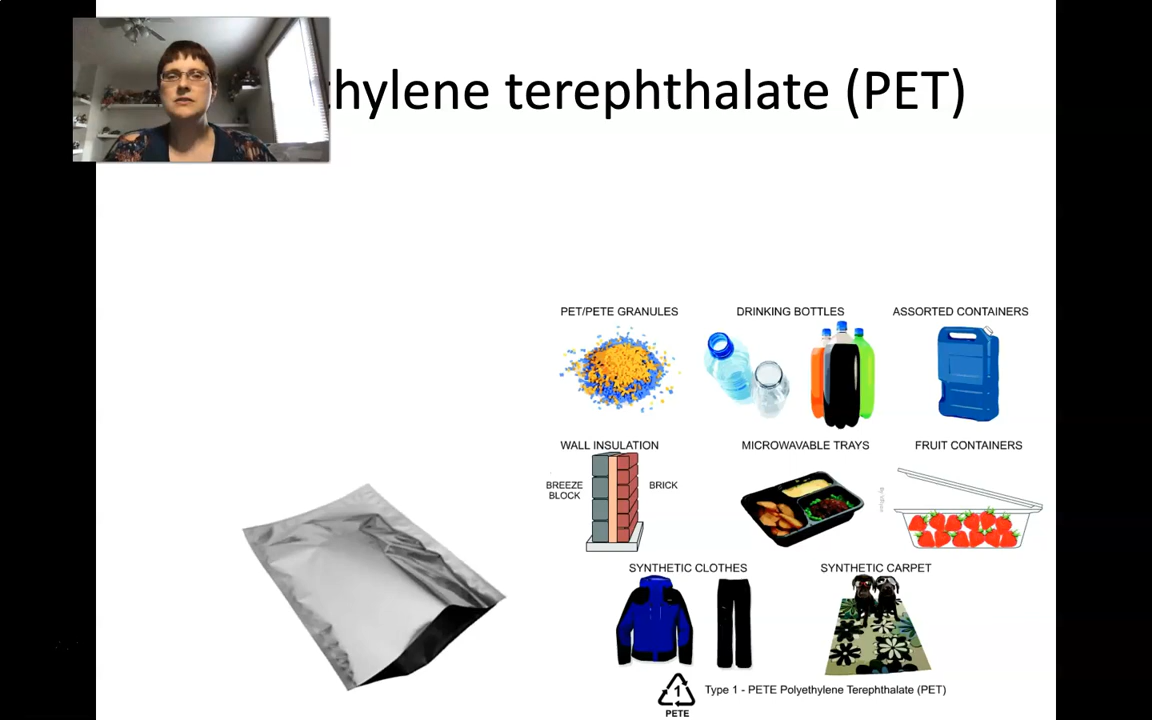 thylene terephthalate (PET)
PET/PETE GRANULES
DRINKING BOTTLES
ASSORTED CONTAINERS
WALL INSULATION
MICROWAVABLE TRAYS
FRUIT CONTAINERS
BREEZE
BLOCK
BRICK
SYNTHETIC CLOTHES
SYNTHETIC CARPET
1
PETE
Type 1 - PETE Polyethylene Terephthalate (PET)